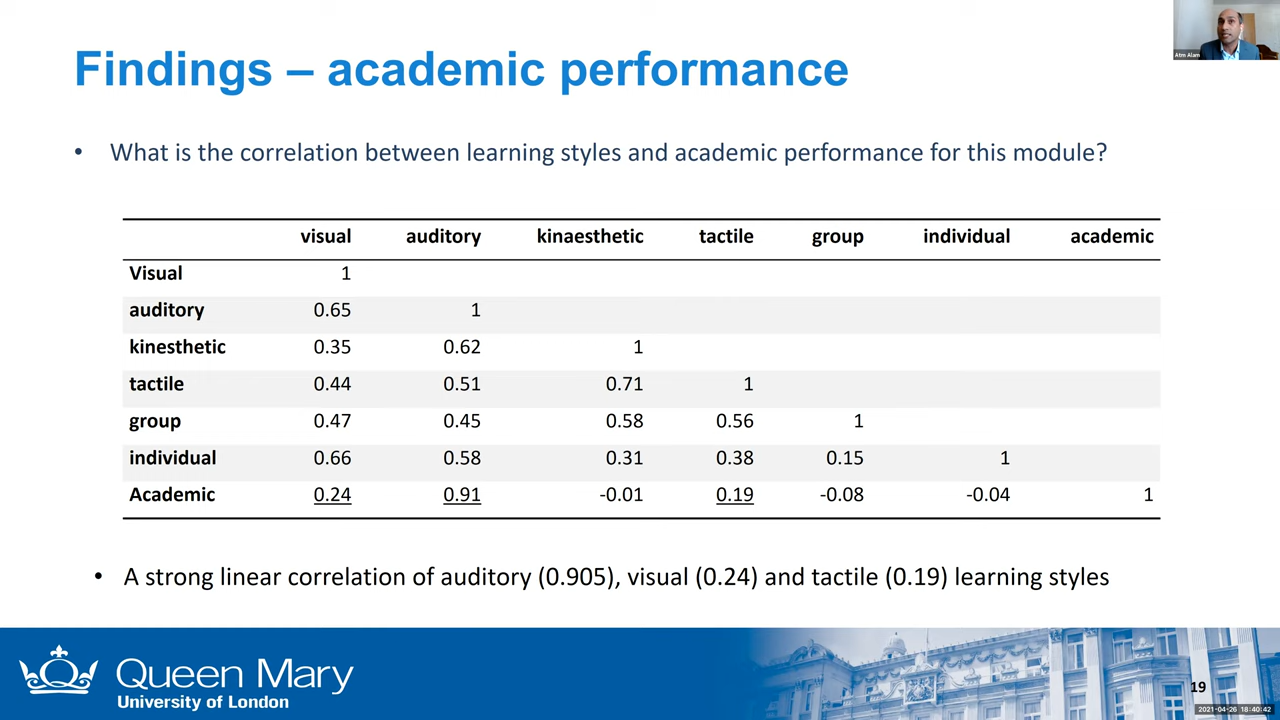 Findings – academic performance
Atm Alam
• What is the correlation between learning styles and academic performance for this module?
visual auditory kinaesthetic tactile group individual academic
Visual 1
auditory 0.65 1
kinesthetic 0.35 0.62 1
tactile 0.44 0.51 0.71 1
group 0.47 0.45 0.58 0.56 1
individual 0.66 0.58 0.31 0.38 0.15 1
Academic 0.24 0.91 -0.01 0.19 -0.08 -0.04 1
• A strong linear correlation of auditory (0.905), visual (0.24) and tactile (0.19) learning styles
Queen Mary
University of London
19
2021-04-26 18:40:42